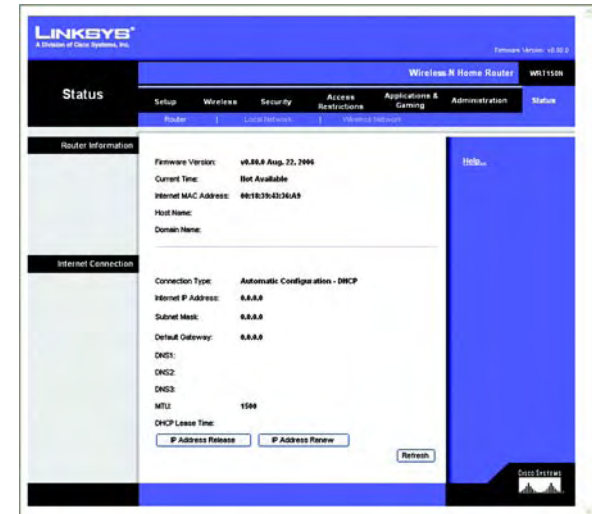 LINKSYS®
A Division of Cisco Systems, Inc.
Firmware Version: v0.80.0
Wireless-N Home Router WRT150N
Status
Setup Wireless Security Access Restrictions Applications & Gaming Administration Status
Router | Local Network | Wireless Network
Router Information
Firmware Version: v0.80.0 Aug. 22, 2006
Current Time: Not Available
Internet MAC Address: 00:18:39:43:36:A9
Host Name:
Domain Name:
Help...
Internet Connection
Connection Type: Automatic Configuration - DHCP
Internet IP Address: 0.0.0.0
Subnet Mask: 0.0.0.0
Default Gateway: 0.0.0.0
DNS1:
DNS2:
DNS3:
MTU: 1500
DHCP Lease Time:
IP Address Release IP Address Renew
Refresh
CISCO SYSTEMS